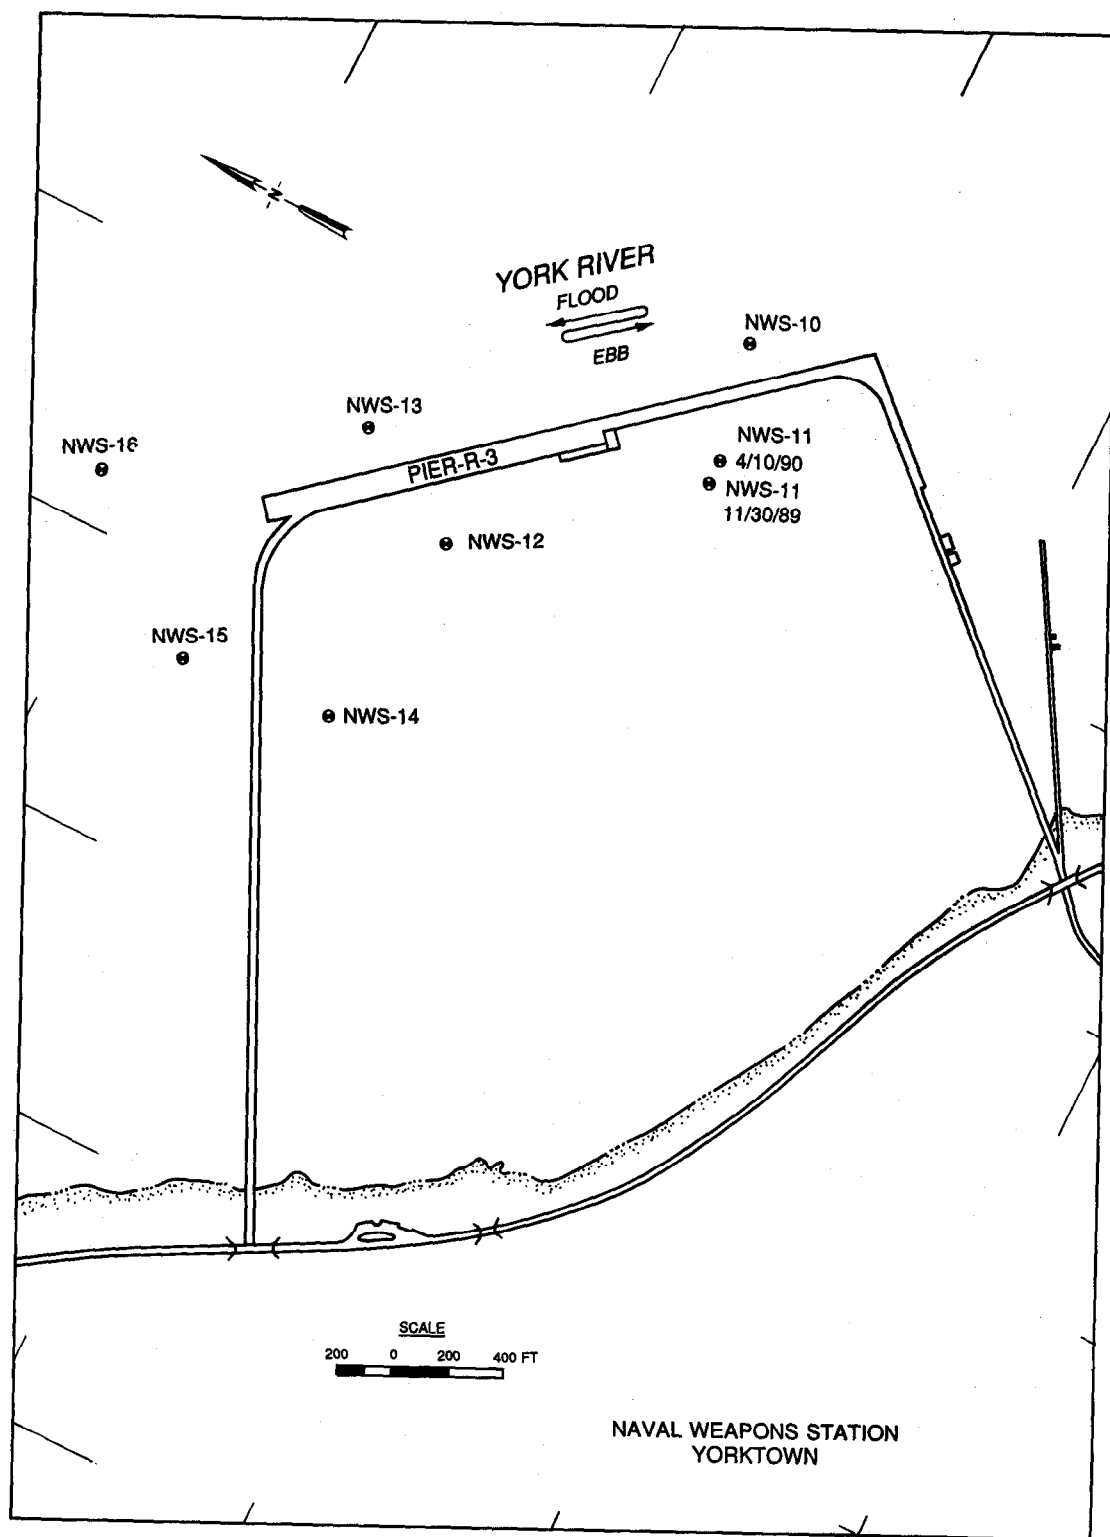 N
YORK RIVER
FLOOD
EBB
NWS-10
NWS-13
NWS-16
PIER-R-3
NWS-11
4/10/90
NWS-11
11/30/89
NWS-12
NWS-15
NWS-14
SCALE
200 0 200 400 FT
NAVAL WEAPONS STATION
YORKTOWN